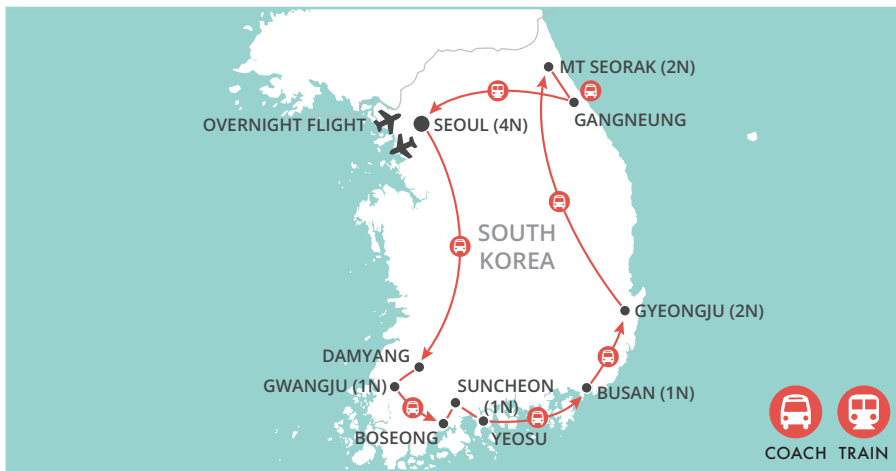 MT SEORAK (2N)
GANGNEUNG
OVERNIGHT FLIGHT
SEOUL (4N)
SOUTH
KOREA
GYEONGJU (2N)
DAMYANG
GWANGJU (1N)
SUNCHEON
(1N)
BUSAN (1N)
BOSEONG
YEOSU
COACH
TRAIN